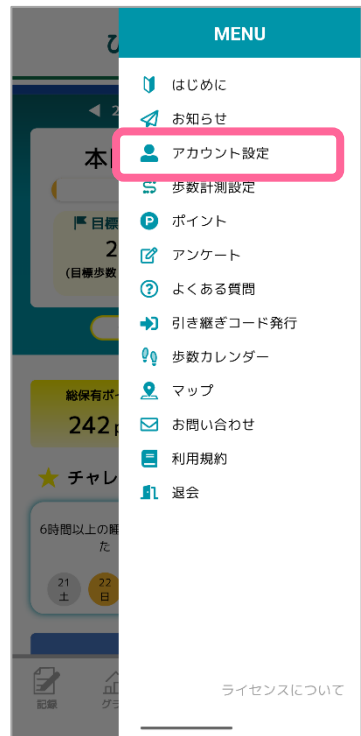 MENU
はじめに
お知らせ
アカウント設定
歩数計測設定
ポイント
アンケート
よくある質問
引き継ぎコード発行
歩数カレンダー
マップ
お問い合わせ
利用規約
退会
ライセンスについて
ひ
◀ 2
本
目標
2
(目標歩数
総保有ポ
242 p
チャレ
6時間以上の
た
21
土
22
日
記録
グラ